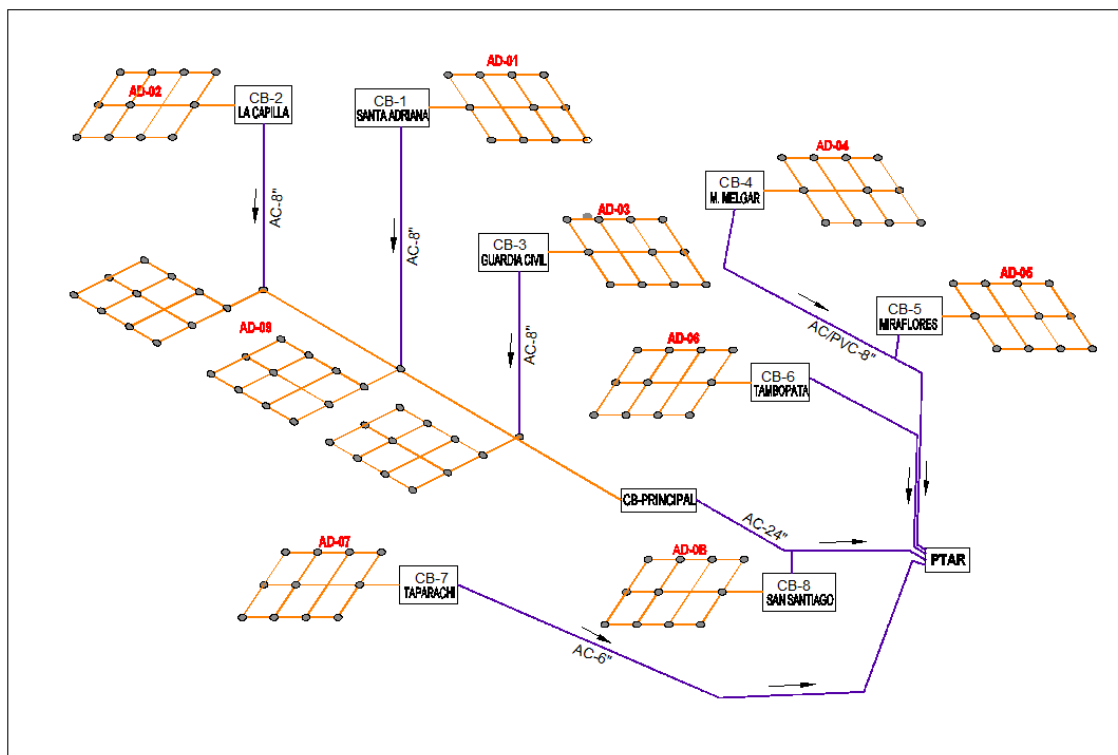 AD-01
AD-02
CB-2
LA CAPILLA
CB-1
SANTA ADRIANA
AD-04
CB-4
M. MELGAR
AC-8"
AC-8"
AD-03
CB-3
GUARDIA CIVIL
AD-05
CB-5
MIRAFLORES
AD-09
AC-8"
AC/PVC-8"
AD-06
CB-6
TAMBOPATA
CB-PRINCIPAL
AC-24"
AD-07
CB-7
TAPARACHI
AD-08
CB-8
SAN SANTIAGO
PTAR
AC-6"